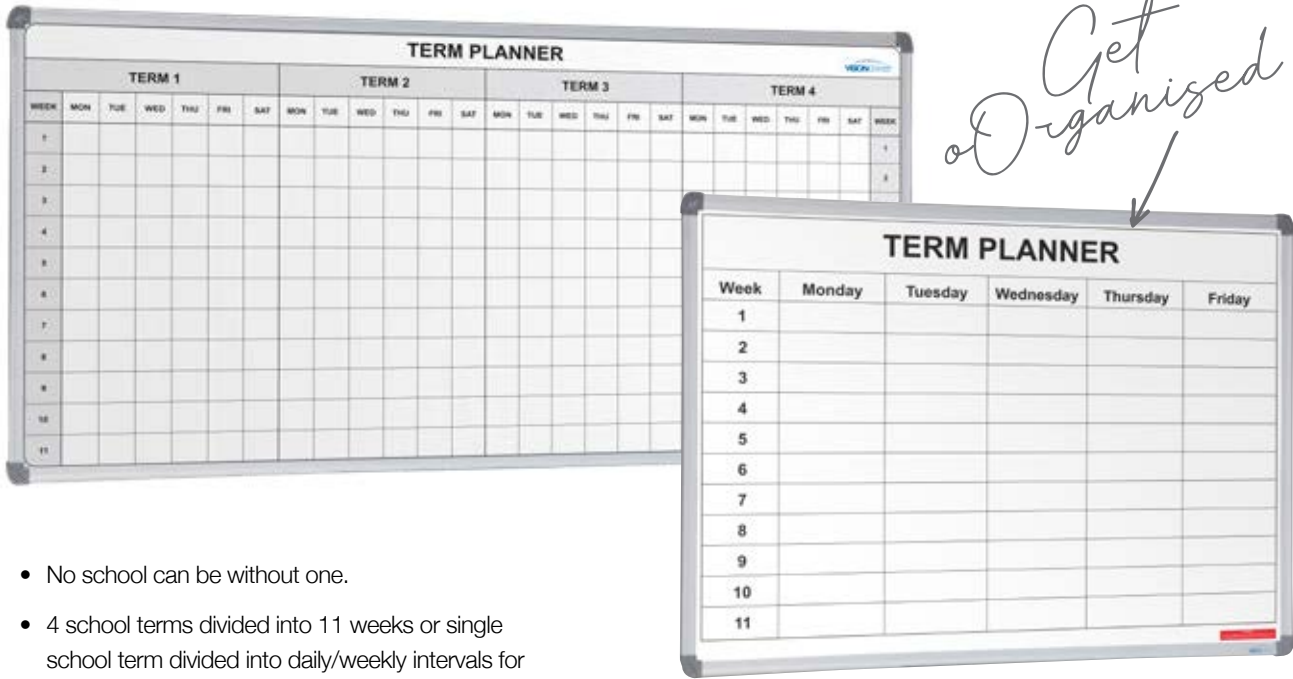 Get
Organised
TERM PLANNER
TERM 1 TERM 2 TERM 3 TERM 4
WEEK MON TUE WED THU FRI SAT MON TUE WED THU FRI SAT MON TUE WED THU FRI SAT MON TUE WED THU FRI SAT WEEK
1 1
2 2
3
4
5
6
7
8
9
10
11
TERM PLANNER
Week Monday Tuesday Wednesday Thursday Friday
1
2
3
4
5
6
7
8
9
10
11
• No school can be without one.
• 4 school terms divided into 11 weeks or single
school term divided into daily/weekly intervals for